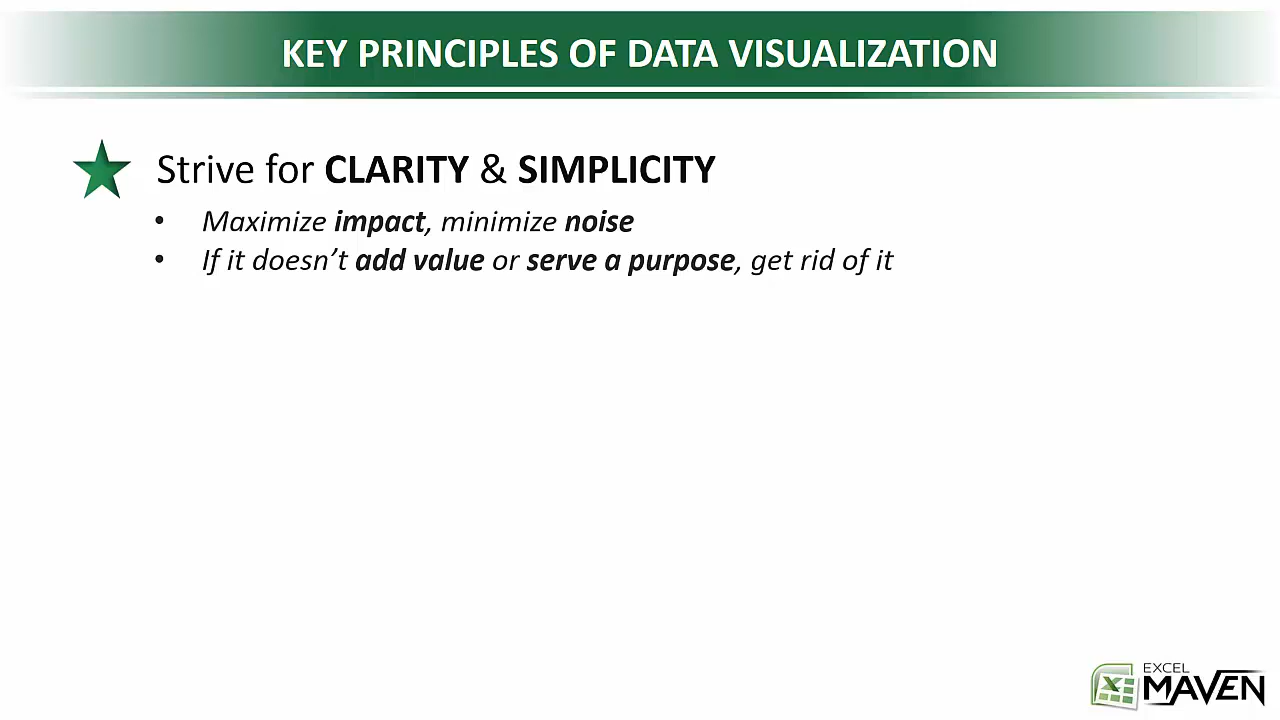 KEY PRINCIPLES OF DATA VISUALIZATION
Strive for CLARITY & SIMPLICITY
• Maximize impact, minimize noise
• If it doesn’t add value or serve a purpose, get rid of it
EXCEL
MAVEN